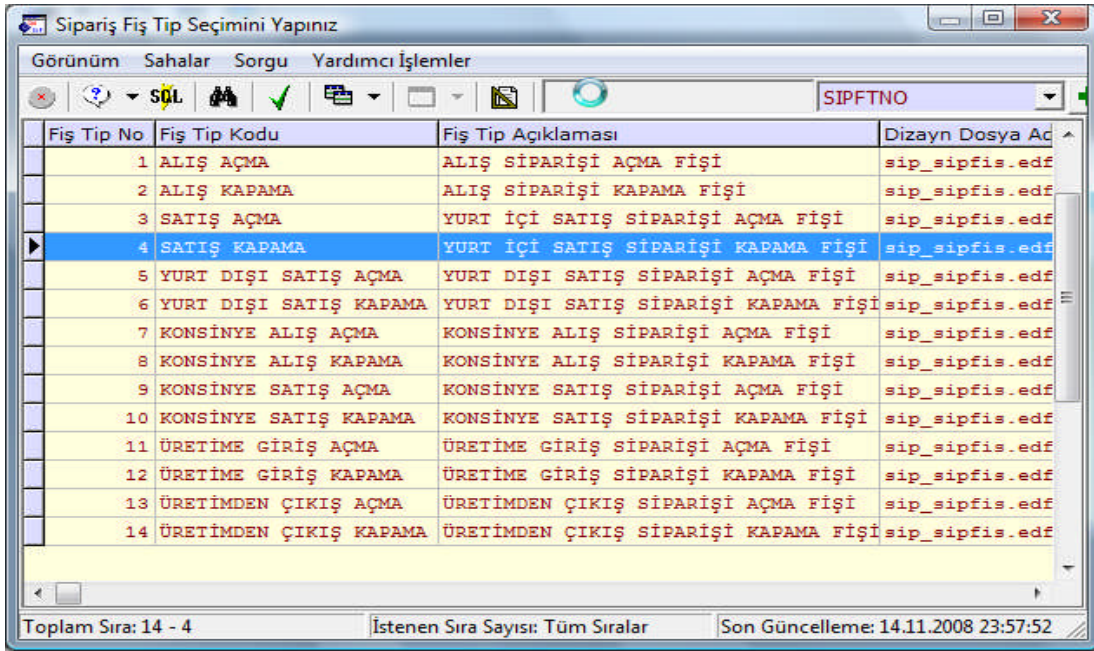 Sipariş Fiş Tip Seçimini Yapınız
Görünüm Sahalar Sorgu Yardımcı İşlemler
SQL SIPFTNO
Fiş Tip No Fiş Tip Kodu Fiş Tip Açıklaması Dizayn Dosya Ad
1 ALIŞ AÇMA ALIŞ SİPARİŞİ AÇMA FİŞİ sip_sipfis.edf
2 ALIŞ KAPAMA ALIŞ SİPARİŞİ KAPAMA FİŞİ sip_sipfis.edf
3 SATIŞ AÇMA YURT İÇİ SATIŞ SİPARİŞİ AÇMA FİŞİ sip_sipfis.edf
4 SATIŞ KAPAMA YURT İÇİ SATIŞ SİPARİŞİ KAPAMA FİŞİ sip_sipfis.edf
5 YURT DIŞI SATIŞ AÇMA YURT DIŞI SATIŞ SİPARİŞİ AÇMA FİŞİ sip_sipfis.edf
6 YURT DIŞI SATIŞ KAPAMA YURT DIŞI SATIŞ SİPARİŞİ KAPAMA FİŞİ sip_sipfis.edf
7 KONSİNYE ALIŞ AÇMA KONSİNYE ALIŞ SİPARİŞİ AÇMA FİŞİ sip_sipfis.edf
8 KONSİNYE ALIŞ KAPAMA KONSİNYE ALIŞ SİPARİŞİ KAPAMA FİŞİ sip_sipfis.edf
9 KONSİNYE SATIŞ AÇMA KONSİNYE SATIŞ SİPARİŞİ AÇMA FİŞİ sip_sipfis.edf
10 KONSİNYE SATIŞ KAPAMA KONSİNYE SATIŞ SİPARİŞİ KAPAMA FİŞİ sip_sipfis.edf
11 ÜRETİME GİRİŞ AÇMA ÜRETİME GİRİŞ SİPARİŞİ AÇMA FİŞİ sip_sipfis.edf
12 ÜRETİME GİRİŞ KAPAMA ÜRETİME GİRİŞ SİPARİŞİ KAPAMA FİŞİ sip_sipfis.edf
13 ÜRETİMDEN ÇIKIŞ AÇMA ÜRETİMDEN ÇIKIŞ SİPARİŞİ AÇMA FİŞİ sip_sipfis.edf
14 ÜRETİMDEN ÇIKIŞ KAPAMA ÜRETİMDEN ÇIKIŞ SİPARİŞİ KAPAMA FİŞİ sip_sipfis.edf
Toplam Sıra: 14 - 4 İstenen Sıra Sayısı: Tüm Sıralar Son Güncelleme: 14.11.2008 23:57:52